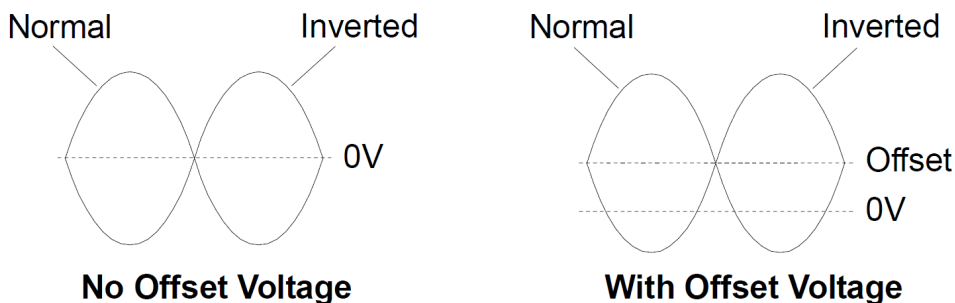 Normal Inverted
0V
No Offset Voltage
Normal Inverted
Offset
0V
With Offset Voltage